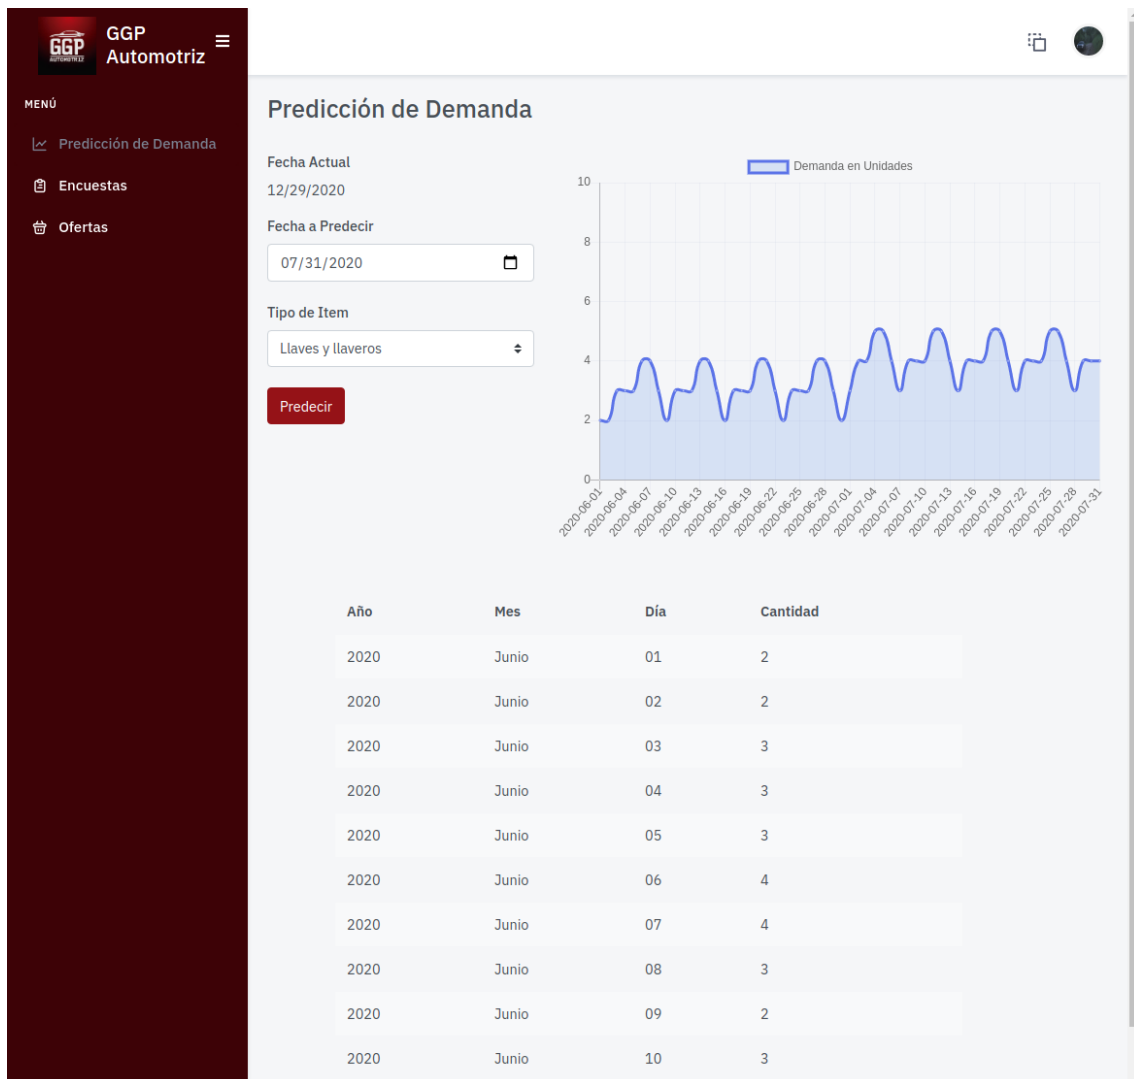 GGP
AUTOMOTRIZ
GGP
Automotriz
MENÚ
Predicción de Demanda
Encuestas
Ofertas
Predicción de Demanda
Fecha Actual
12/29/2020
Fecha a Predecir
07/31/2020
Tipo de Item
Llaves y llaveros
Predecir
Demanda en Unidades
10
8
6
4
2
0
2020-06-01
2020-06-04
2020-06-07
2020-06-10
2020-06-13
2020-06-16
2020-06-19
2020-06-22
2020-06-25
2020-06-28
2020-07-01
2020-07-04
2020-07-07
2020-07-10
2020-07-13
2020-07-16
2020-07-19
2020-07-22
2020-07-25
2020-07-28
2020-07-31
Año Mes Día Cantidad
2020 Junio 01 2
2020 Junio 02 2
2020 Junio 03 3
2020 Junio 04 3
2020 Junio 05 3
2020 Junio 06 4
2020 Junio 07 4
2020 Junio 08 3
2020 Junio 09 2
2020 Junio 10 3